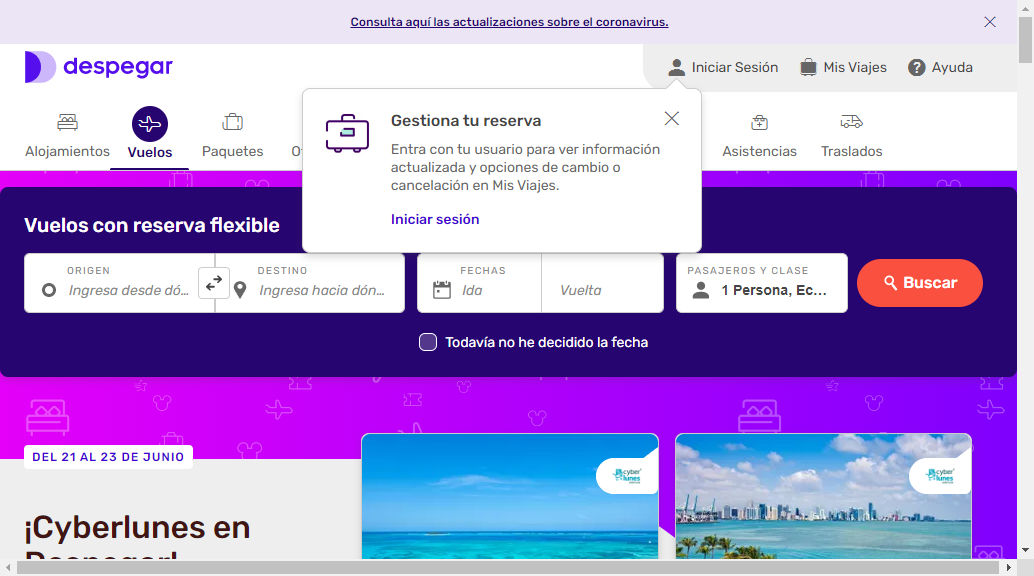 Consulta aquí las actualizaciones sobre el coronavirus.
despegar
Iniciar Sesión
Mis Viajes
Ayuda
Alojamientos
Vuelos
Paquetes
Asistencias
Traslados
Gestiona tu reserva
Entra con tu usuario para ver información
actualizada y opciones de cambio o
cancelación en Mis Viajes.
Iniciar sesión
Vuelos con reserva flexible
ORIGEN
Ingresa desde dó...
DESTINO
Ingresa hacia dón...
FECHAS
Ida
Vuelta
PASAJEROS Y CLASE
1 Persona, Ec...
Buscar
Todavía no he decidido la fecha
DEL 21 AL 23 DE JUNIO
¡Cyberlunes en
Despegar!
cyber
lunes
cyber
lunes